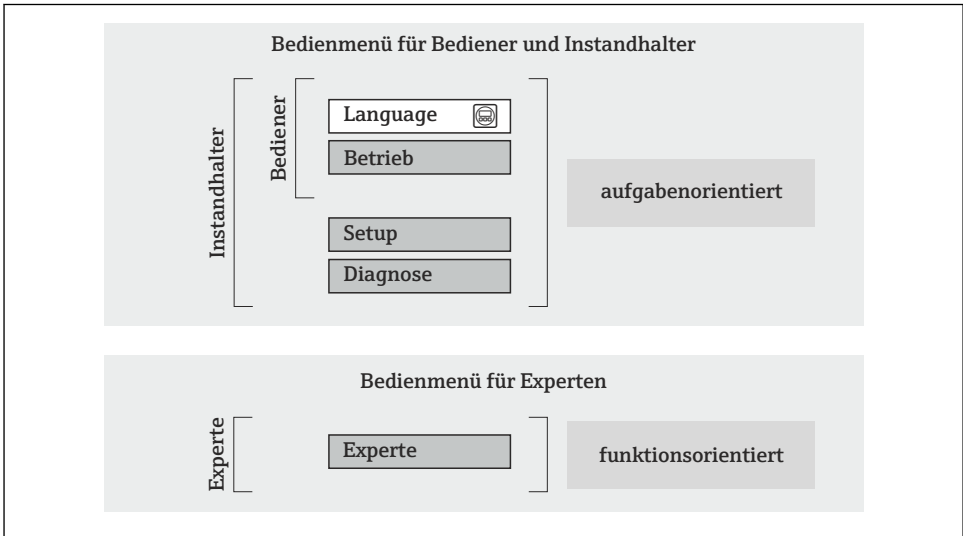 Bedienmenü für Bediener und Instandhalter
Instandhalter
Bediener
Language
Betrieb
Setup
Diagnose
aufgabenorientiert
Bedienmenü für Experten
Experte
Experte
funktionsorientiert